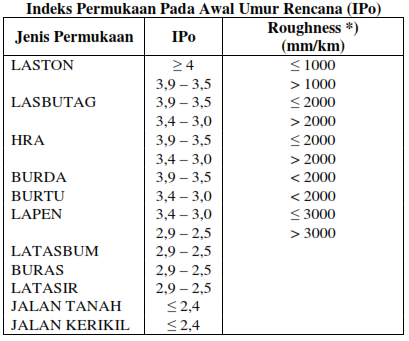 Indeks Permukaan Pada Awal Umur Rencana (IPo)
Jenis Permukaan IPo Roughness *) (mm/km)
LASTON ≥ 4 ≤ 1000
3,9 – 3,5 > 1000
LASBUTAG 3,9 – 3,5 ≤ 2000
3,4 – 3,0 > 2000
HRA 3,9 – 3,5 ≤ 2000
3,4 – 3,0 > 2000
BURDA 3,9 – 3,5 < 2000
BURTU 3,4 – 3,0 < 2000
LAPEN 3,4 – 3,0 ≤ 3000
2,9 – 2,5 > 3000
LATASBUM 2,9 – 2,5
BURAS 2,9 – 2,5
LATASIR 2,9 – 2,5
JALAN TANAH ≤ 2,4
JALAN KERIKIL ≤ 2,4